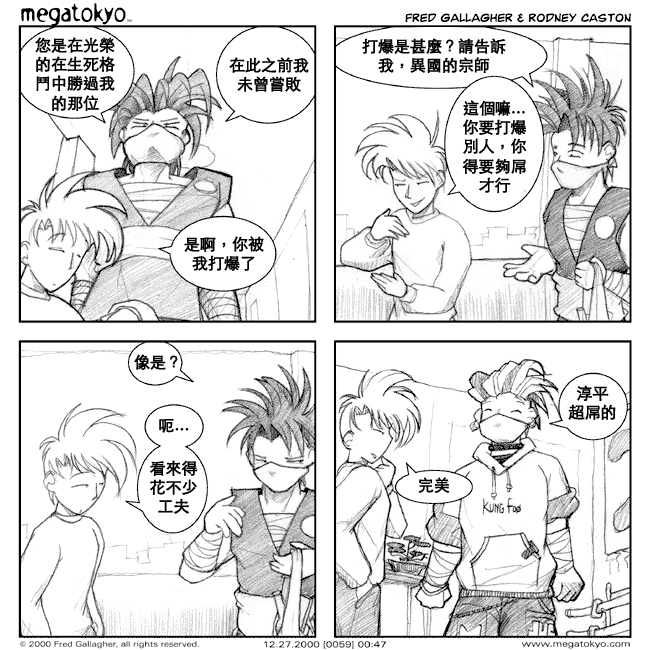 megatokyo™
FRED GALLAGHER & RODNEY CASTON
您是在光榮
的在生死格
鬥中勝過我
的那位
在此之前我
未曾嘗敗
是啊，你被
我打爆了
打爆是甚麼？請告訴
我，異國的宗師
這個嘛...
你要打爆
別人，你
得要夠屌
才行
像是？
呃...
看來得
花不少
工夫
淳平
超屌的
完美
KUNG Foo
© 2000 Fred Gallagher, all rights reserved.
12.27.2000 [0059] 00:47
www.megatokyo.com